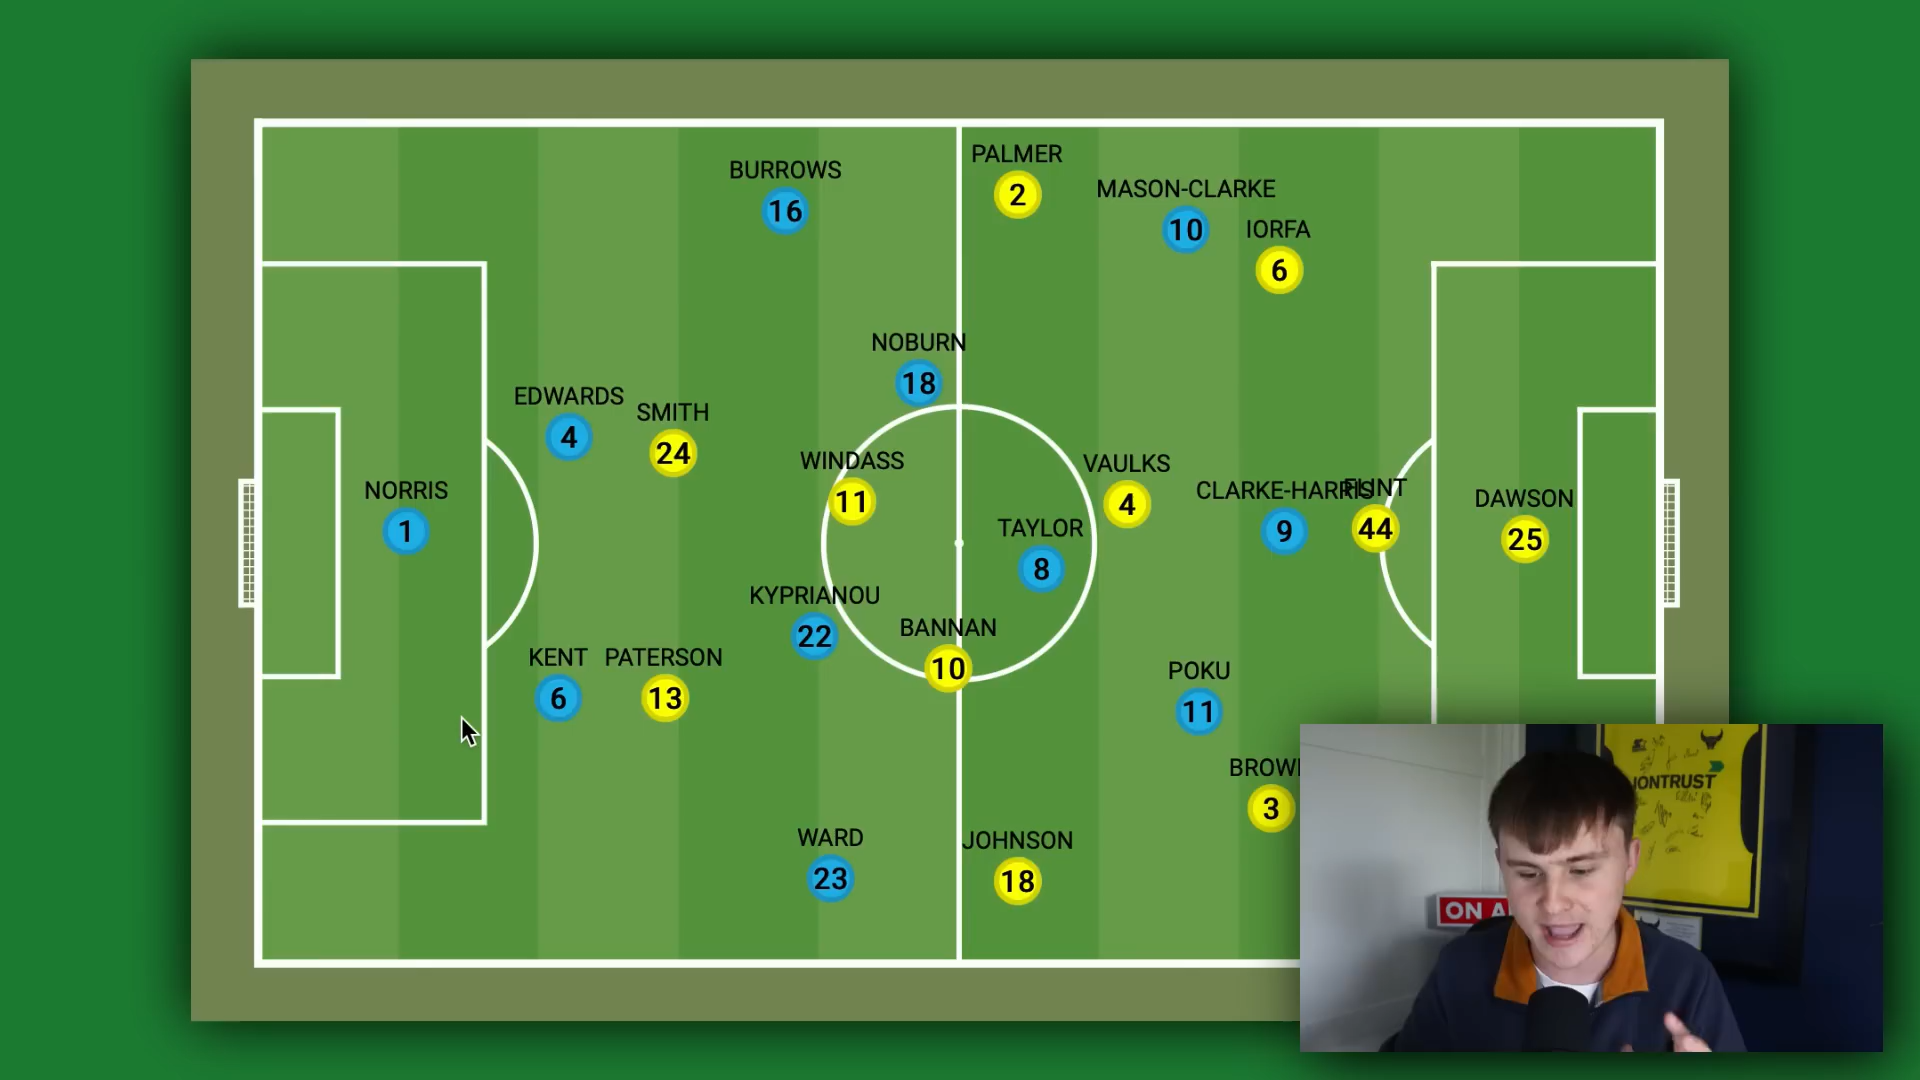 PALMER
2
BURROWS
16
MASON-CLARKE
10
IORFA
6
NOBURN
18
EDWARDS
4
SMITH
24
WINDASS
11
VAULKS
4
NORRIS
1
CLARKE-HARRIS
9
FLINT
44
DAWSON
25
TAYLOR
8
KYPRIANOU
22
BANNAN
10
KENT
6
PATERSON
13
POKU
11
BROW
3
WARD
23
JOHNSON
18
IONTRUST
ON A